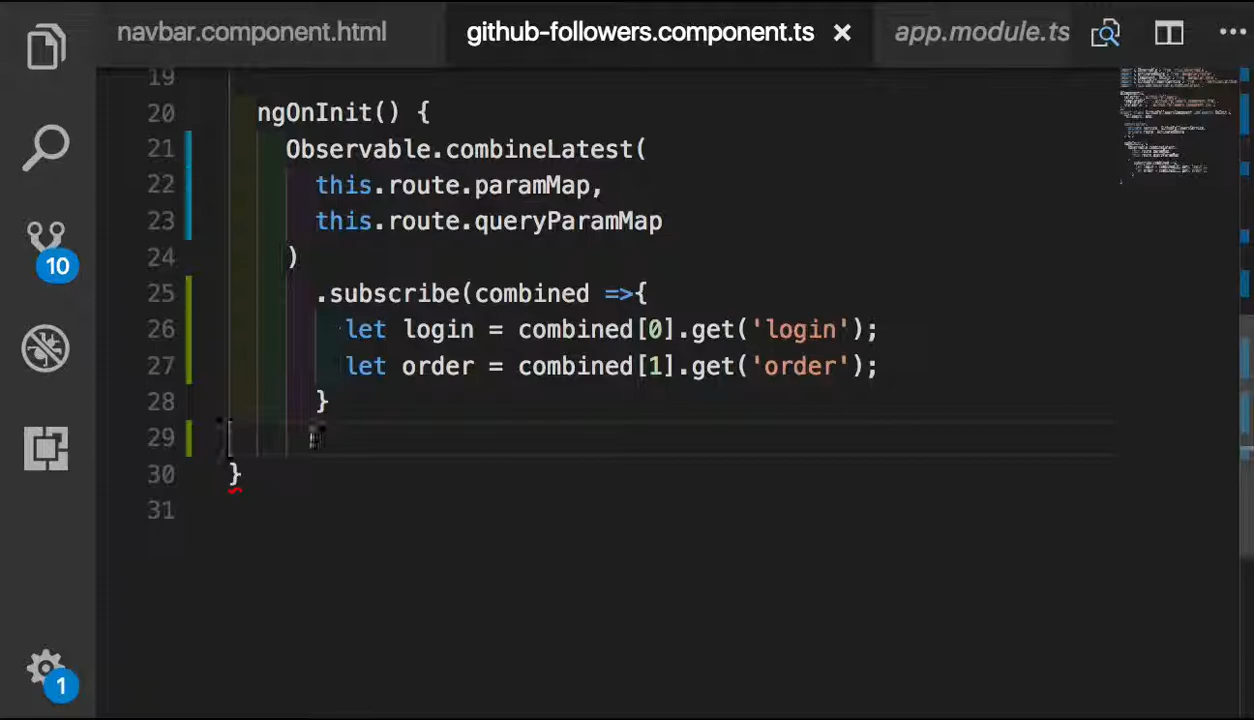 navbar.component.html
github-followers.component.ts
app.module.ts
19
20 ngOnInit() {
21 Observable.combineLatest(
22 this.route.paramMap,
23 this.route.queryParamMap
24 )
25 .subscribe(combined =>{
26 let login = combined[0].get('login');
27 let order = combined[1].get('order');
28 }
29
30 }
31
10
1